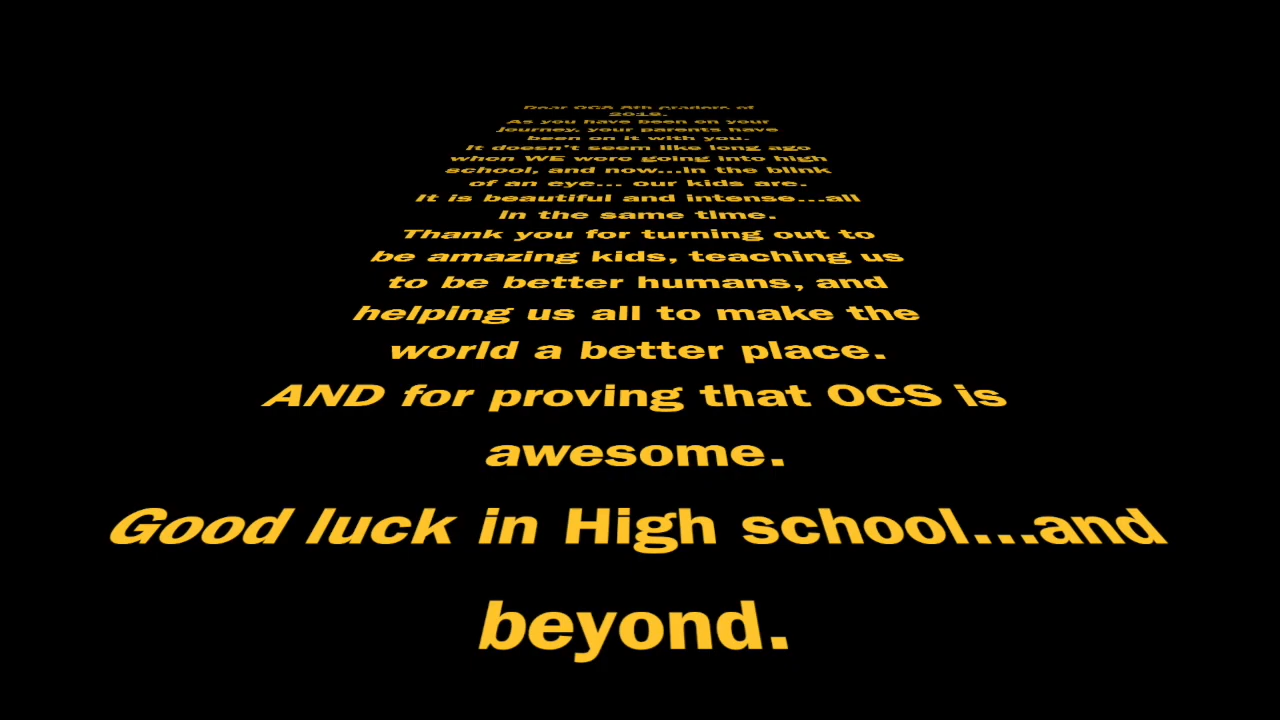 Dear OCS 8th graders of
2019.
As you have been on your
journey, your parents have
been on it with you.
It doesn't seem like long ago
when WE were going into high
school, and now...in the blink
of an eye... our kids are.
It is beautiful and intense...all
in the same time.
Thank you for turning out to
be amazing kids, teaching us
to be better humans, and
helping us all to make the
world a better place.
AND for proving that OCS is
awesome.
Good luck in High school...and
beyond.